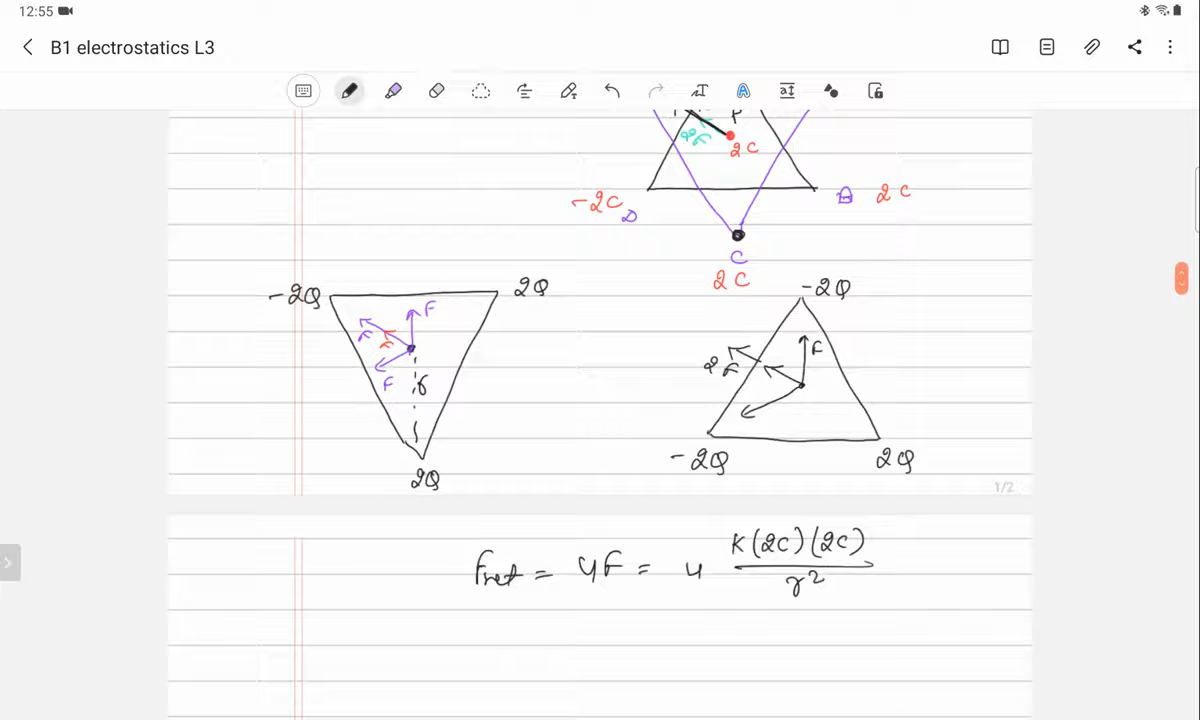 12:55
B1 electrostatics L3
P
2F
2C
-2C
D
B 2C
C
2C
-2Q 2Q
F
F F
F
r
2Q
-2Q
F
2F
-2Q 2Q
1/2
Fnet = 4F = 4 K(2C)(2C)
r2